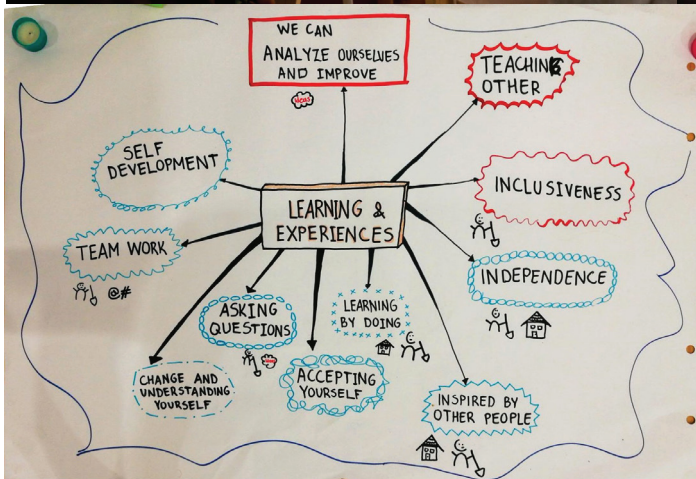 WE CAN
ANALYZE OURSELVES
AND IMPROVE
TEACHING
OTHER
SELF
DEVELOPMENT
INCLUSIVENESS
LEARNING &
EXPERIENCES
TEAM WORK
@#
INDEPENDENCE
ASKING
QUESTIONS
LEARNING
BY DOING
CHANGE AND
UNDERSTANDING
YOURSELF
ACCEPTING
YOURSELF
INSPIRED BY
OTHER PEOPLE